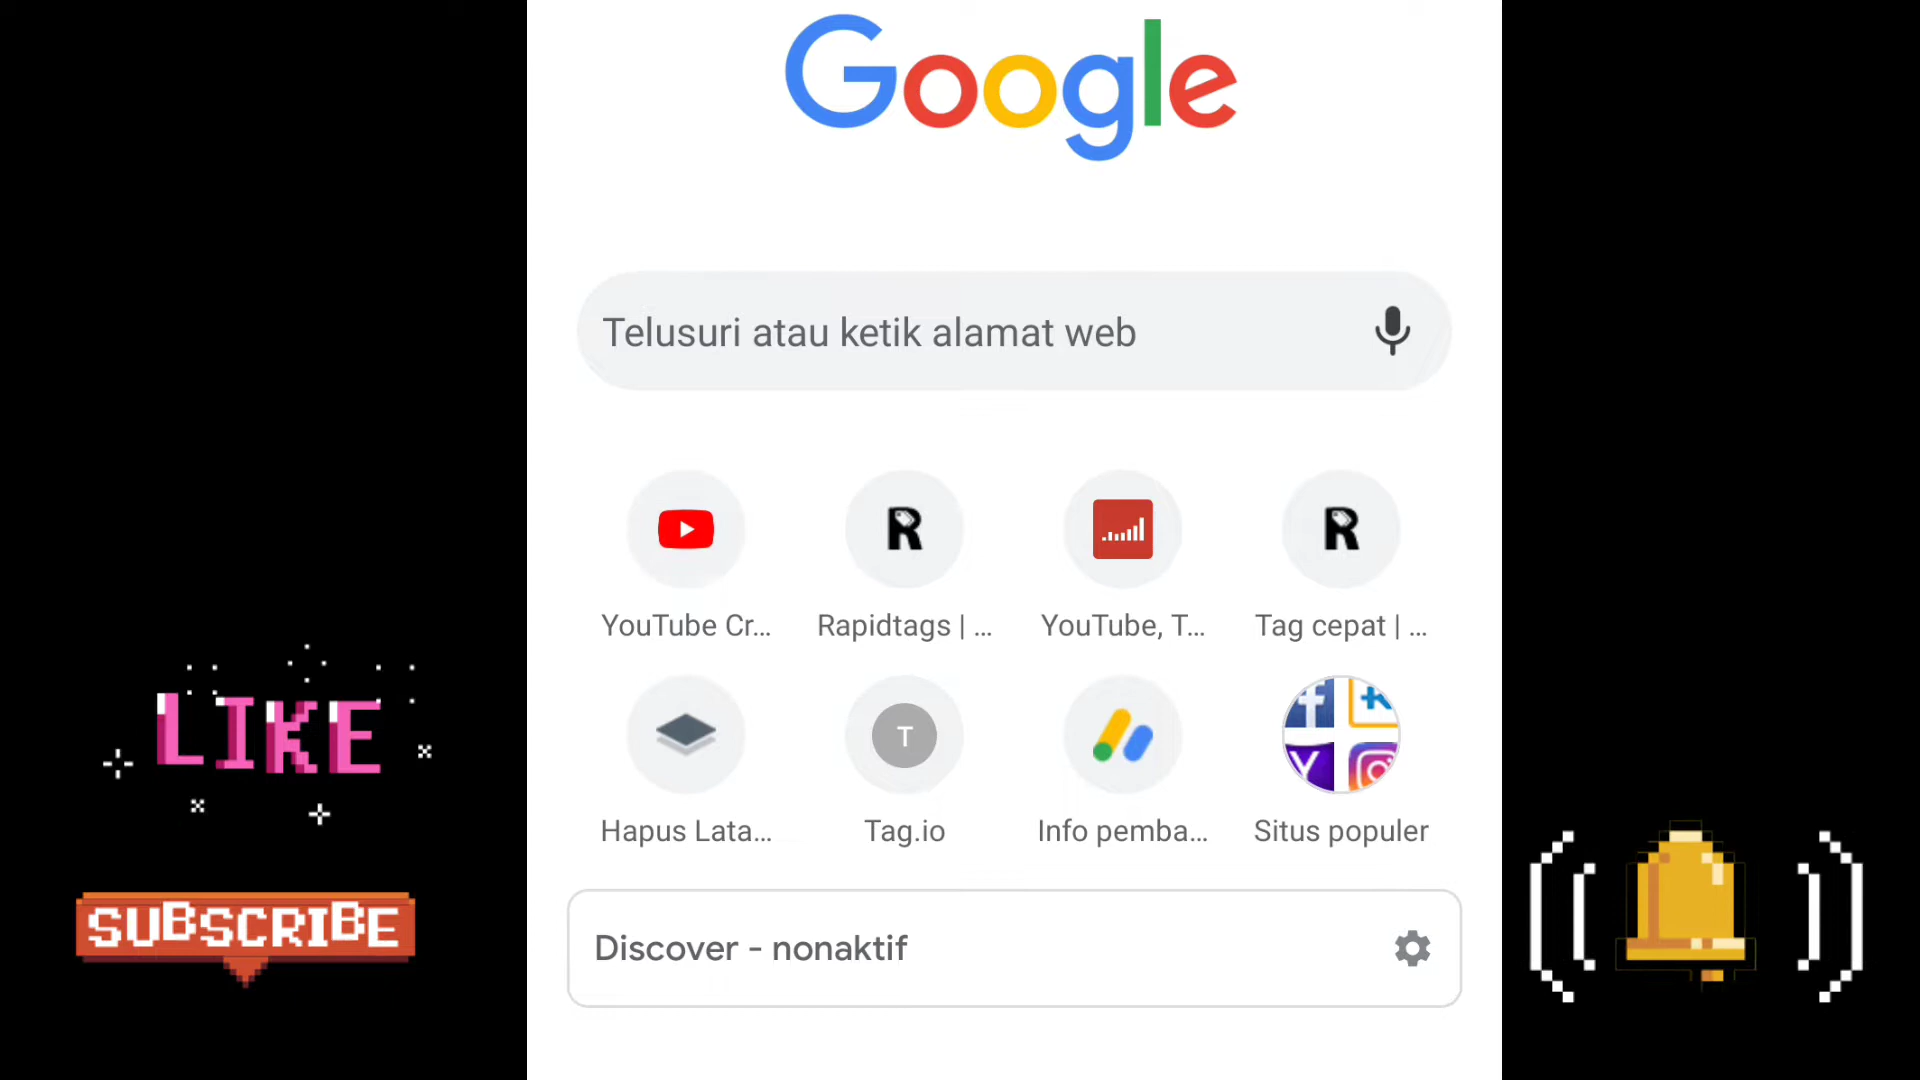 Google
Telusuri atau ketik alamat web
YouTube Cr...
Rapidtags | ...
YouTube, T...
Tag cepat | ...
T
Hapus Lata...
Tag.io
Info pemba...
Situs populer
Discover - nonaktif
LIKE
SUBSCRIBE